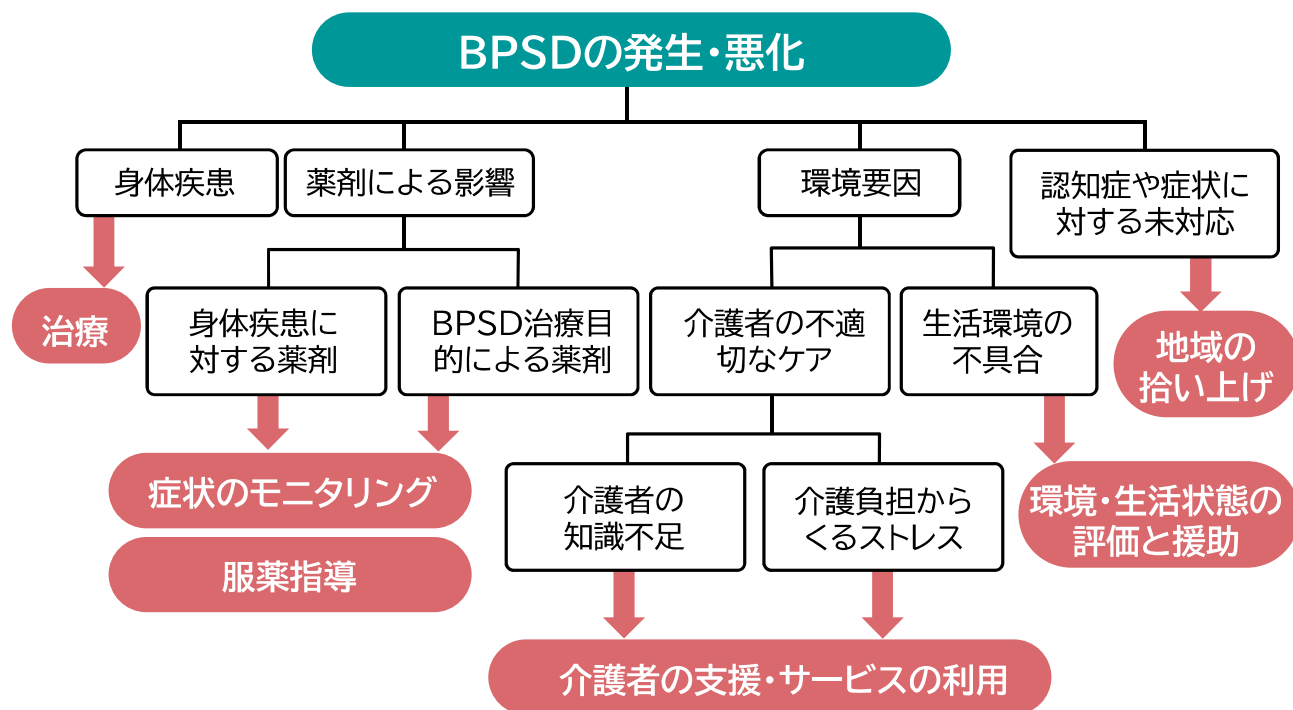 BPSDの発生・悪化
身体疾患
薬剤による影響
環境要因
認知症や症状に
対する未対応
治療
身体疾患に
対する薬剤
BPSD治療目
的による薬剤
介護者の不適
切なケア
生活環境の
不具合
地域の
拾い上げ
症状のモニタリング
服薬指導
介護者の
知識不足
介護負担から
くるストレス
環境・生活状態の
評価と援助
介護者の支援・サービスの利用